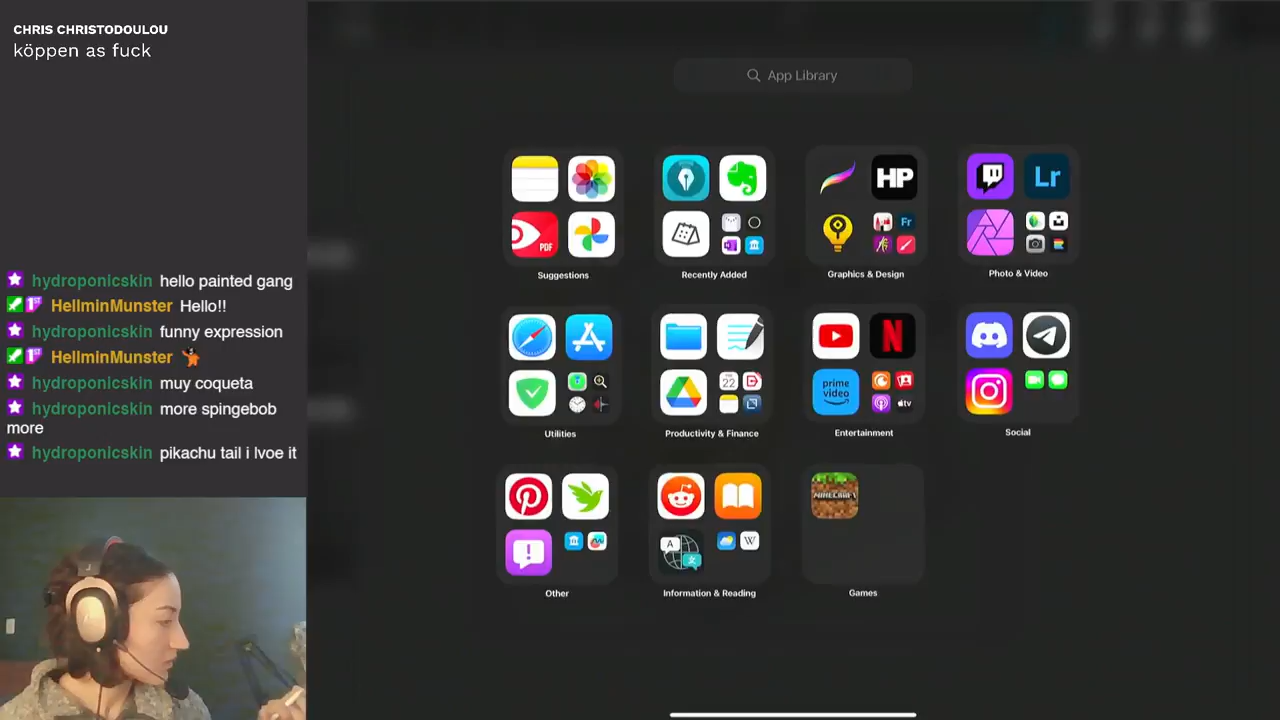 CHRIS CHRISTODOULOU
köppen as fuck
hydroponicskin hello painted gang
HellminMunster Hello!!
hydroponicskin funny expression
HellminMunster
hydroponicskin muy coqueta
hydroponicskin more spingebob
more
hydroponicskin pikachu tail i lvoe it
App Library
PDF
HP
Fr
Lr
Suggestions
Recently Added
Graphics & Design
Photo & Video
N
prime video
22
tv
Utilities
Productivity & Finance
Entertainment
Social
MINECRAFT
A
文
W
Other
Information & Reading
Games